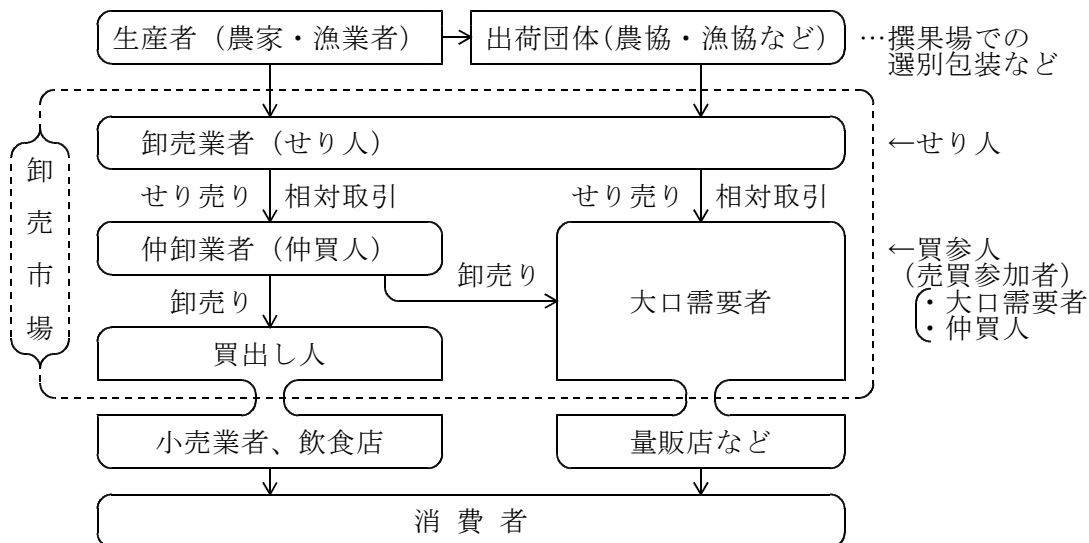 生産者（農家・漁業者）
出荷団体（農協・漁協など）
…撰果場での
選別包装など
卸売市場
卸売業者（せり人）
←せり人
せり売り
相対取引
せり売り
相対取引
仲卸業者（仲買人）
卸売り
大口需要者
←買参人
（売買参加者）
・大口需要者
・仲買人
卸売り
買出し人
小売業者、飲食店
量販店など
消費者